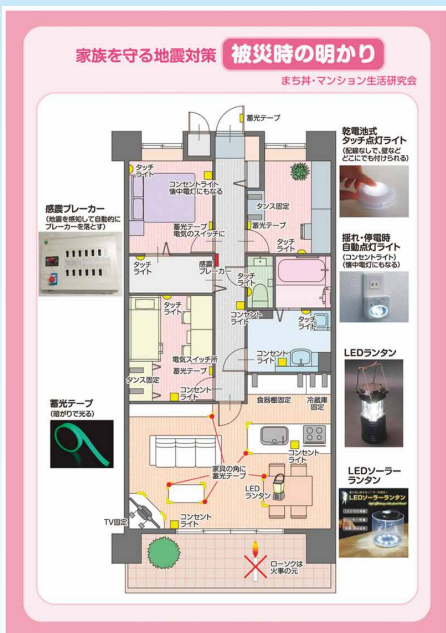 家族を守る地震対策 被災時の明かり
まち丼・マンション生活研究会
蓄光テープ
乾電池式
タッチ点灯ライト
(配線なしで、壁など
どこにでも付けられる)
タッチ
ライト
コンセントライト
懐中電灯にもなる
タンス固定
蓄光テープ
電気のスイッチに
蓄光テープ
タッチ
ライト
感震ブレーカー
(地震を感知して自動的に
ブレーカーを落とす)
タッチ
ライト
感震
ブレーカー
揺れ・停電時
自動点灯ライト
(コンセントライト)
(懐中電灯にもなる)
タッチ
ライト
コンセント
ライト
タッチ
ライト
電気スイッチ所
蓄光テープ
コンセント
ライト
タンス固定
コンセント
ライト
LEDランタン
食器棚固定
冷蔵庫
固定
蓄光テープ
(暗がりで光る)
家具の角に
蓄光テープ
コンセント
ライト
LED
ランタン
LEDソーラー
ランタン
LEDソーラーランタン
TV固定
コンセント
ライト
ローソクは
火事の元